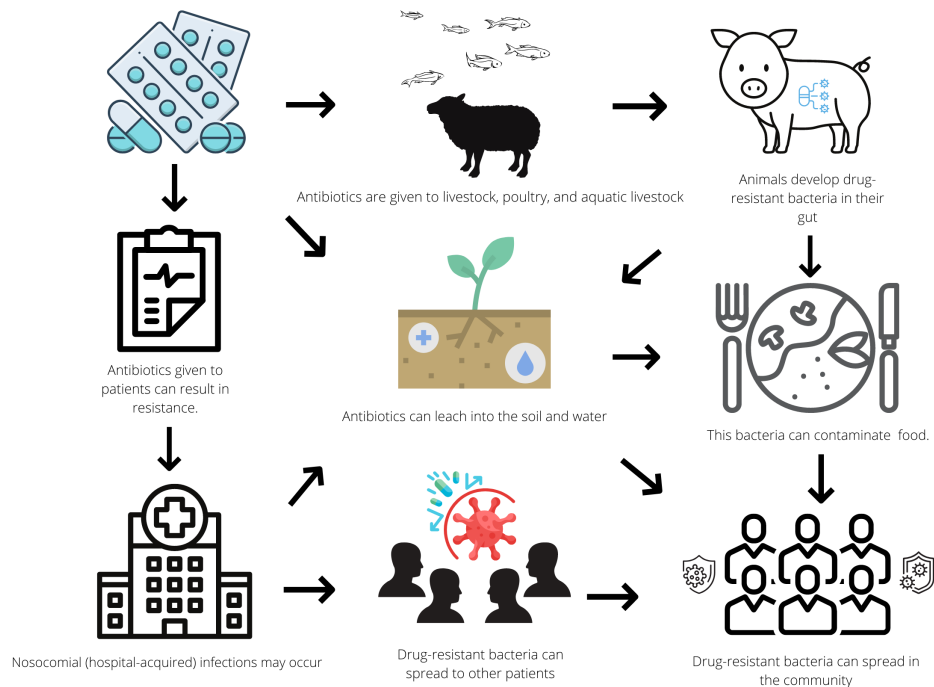 Antibiotics are given to livestock, poultry, and aquatic livestock
Animals develop drug-
resistant bacteria in their
gut
Antibiotics given to
patients can result in
resistance.
Antibiotics can leach into the soil and water
This bacteria can contaminate  food.
Nosocomial (hospital-acquired) infections may occur
Drug-resistant bacteria can
spread to other patients
Drug-resistant bacteria can spread in
the community